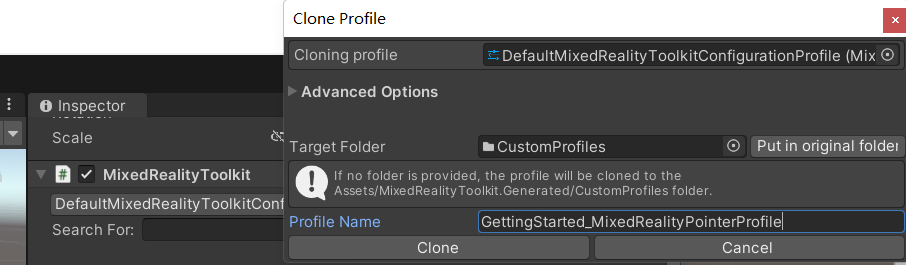 Clone Profile
×
Cloning profile
DefaultMixedRealityToolkitConfigurationProfile (Mix
Advanced Options
Inspector
Scale
Target Folder
CustomProfiles
Put in original folder
MixedRealityToolkit
If no folder is provided, the profile will be cloned to the
Assets/MixedRealityToolkit.Generated/CustomProfiles folder.
DefaultMixedRealityToolkitConf
Search For:
Profile Name
GettingStarted_MixedRealityPointerProfile
Clone
Cancel